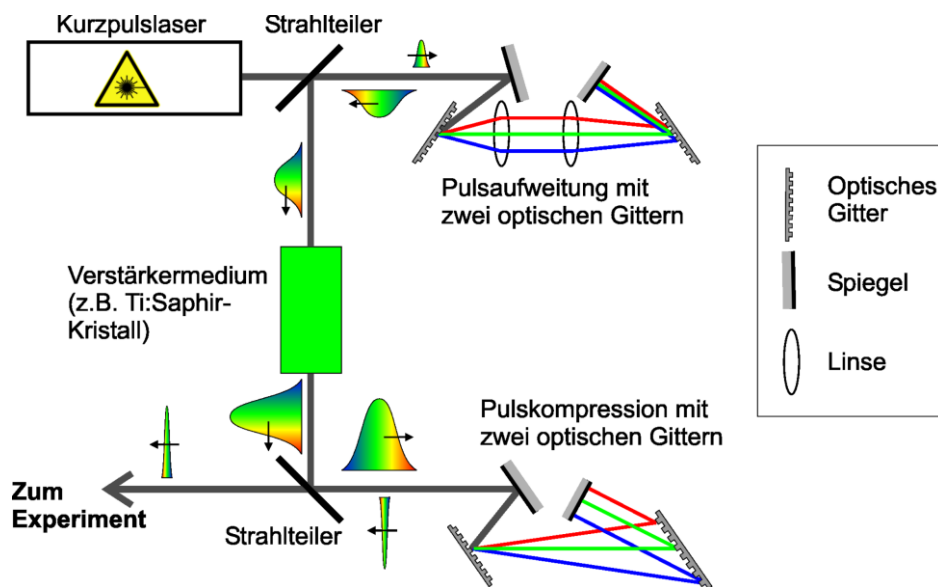 Kurzpulslaser
Strahlteiler
Pulsaufweitung mit
zwei optischen Gittern
Optisches
Gitter
Spiegel
Linse
Verstärkermedium
(z.B. Ti:Saphir-
Kristall)
Pulskompression mit
zwei optischen Gittern
Zum
Experiment
Strahlteiler